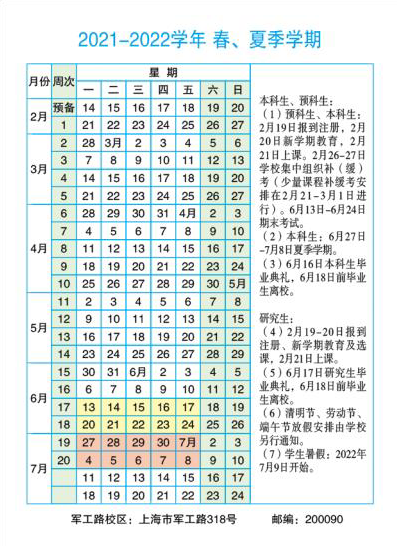 2021-2022学年 春、夏季学期
月份 周次 星 期
一 二 三 四 五 六 日
2月 预备 14 15 16 17 18 19 20
1 21 22 23 24 25 26 27
3月 2 28 3月 2 3 4 5 6
3 7 8 9 10 11 12 13
4 14 15 16 17 18 19 20
5 21 22 23 24 25 26 27
4月 6 28 29 30 31 4月 2 3
7 4 5 6 7 8 9 10
8 11 12 13 14 15 16 17
9 18 19 20 21 22 23 24
10 25 26 27 28 29 30 5月
5月 11 2 3 4 5 6 7 8
12 9 10 11 12 13 14 15
13 16 17 18 19 20 21 22
14 23 24 25 26 27 28 29
6月 15 30 31 6月 2 3 4 5
16 6 7 8 9 10 11 12
17 13 14 15 16 17 18 19
18 20 21 22 23 24 25 26
7月 19 27 28 29 30 7月 2 3
20 4 5 6 7 8 9 10
11 12 13 14 15 16 17
18 19 20 21 22 23 24
本科生、预科生：
（1）预科生、本科生：
2月19日报到注册，2月
20日新学期教育，2月
21日上课。2月26-27日
学校集中组织补（缓）
考（少量课程补缓考安
排在2月21-3月1日进
行）。6月13日-6月24日
期末考试。
（2）本科生：6月27日
-7月8日夏季学期。
（3）6月16日本科生毕
业典礼，6月18日前毕业
生离校。
研究生：
（4）2月19-20日报到
注册、新学期教育及选
课，2月21日上课。
（5）6月17日研究生毕
业典礼，6月18日前毕业
生离校。
（6）清明节、劳动节、
端午节放假安排由学校
另行通知。
（7）学生暑假：2022年
7月9日开始。
军工路校区：上海市军工路318号 邮编：200090